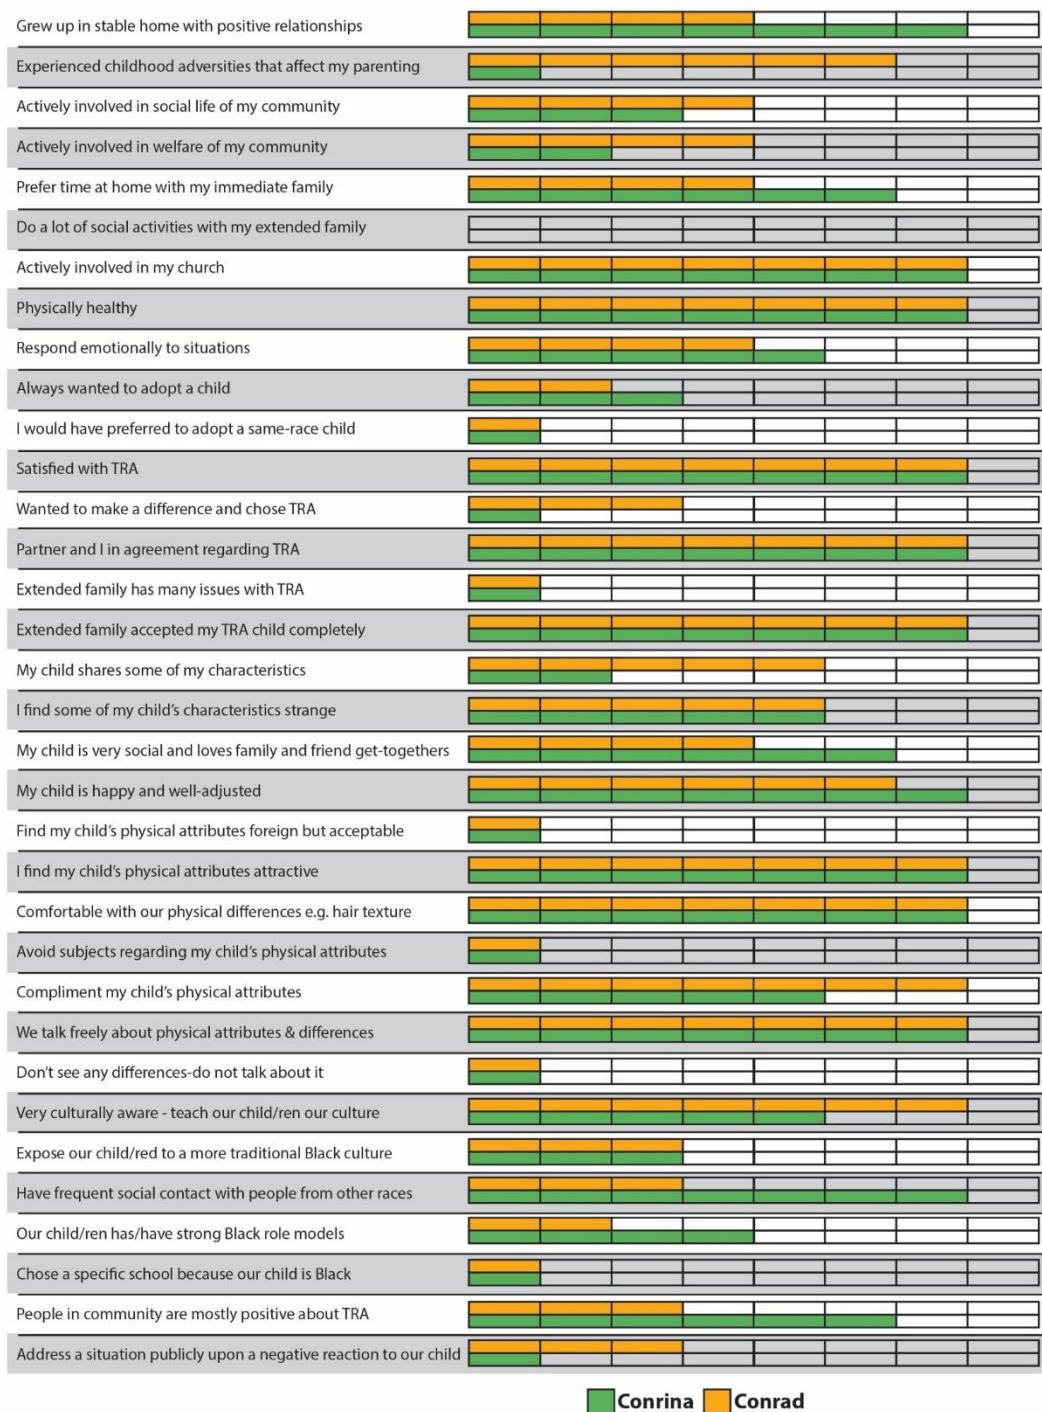 Grew up in stable home with positive relationships
Experienced childhood adversities that affect my parenting
Actively involved in social life of my community
Actively involved in welfare of my community
Prefer time at home with my immediate family
Do a lot of social activities with my extended family
Actively involved in my church
Physically healthy
Respond emotionally to situations
Always wanted to adopt a child
I would have preferred to adopt a same-race child
Satisfied with TRA
Wanted to make a difference and chose TRA
Partner and I in agreement regarding TRA
Extended family has many issues with TRA
Extended family accepted my TRA child completely
My child shares some of my characteristics
I find some of my child's characteristics strange
My child is very social and loves family and friend get-togethers
My child is happy and well-adjusted
Find my child's physical attributes foreign but acceptable
I find my child's physical attributes attractive
Comfortable with our physical differences e.g. hair texture
Avoid subjects regarding my child's physical attributes
Compliment my child's physical attributes
We talk freely about physical attributes & differences
Don't see any differences-do not talk about it
Very culturally aware - teach our child/ren our culture
Expose our child/red to a more traditional Black culture
Have frequent social contact with people from other races
Our child/ren has/have strong Black role models
Chose a specific school because our child is Black
People in community are mostly positive about TRA
Address a situation publicly upon a negative reaction to our child
Conrina Conrad